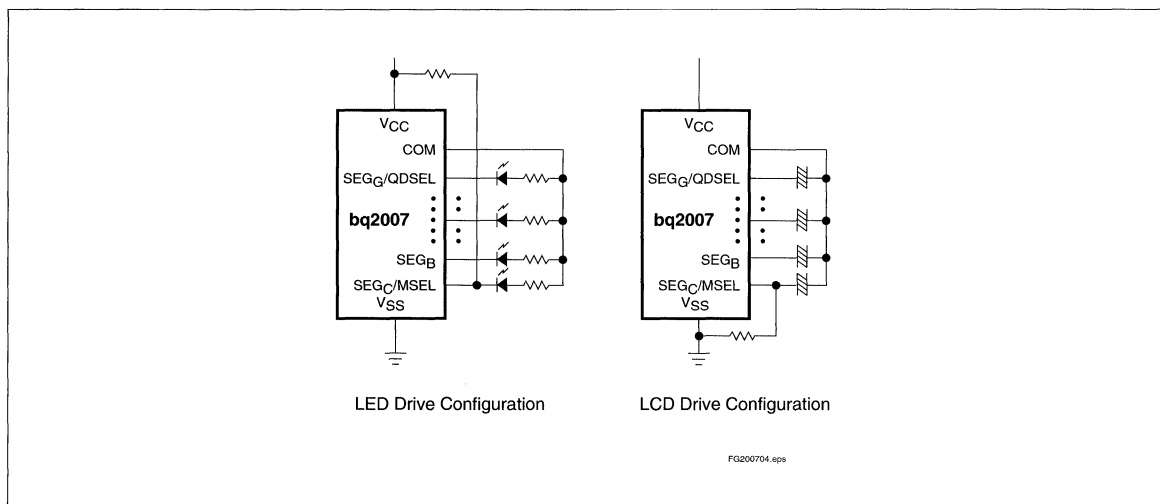 VCC
COM
SEGG/QDSEL
bq2007
SEGB
SEGC/MSEL
VSS
LED Drive Configuration
VCC
COM
SEGG/QDSEL
bq2007
SEGB
SEGC/MSEL
VSS
LCD Drive Configuration
FG200704.eps